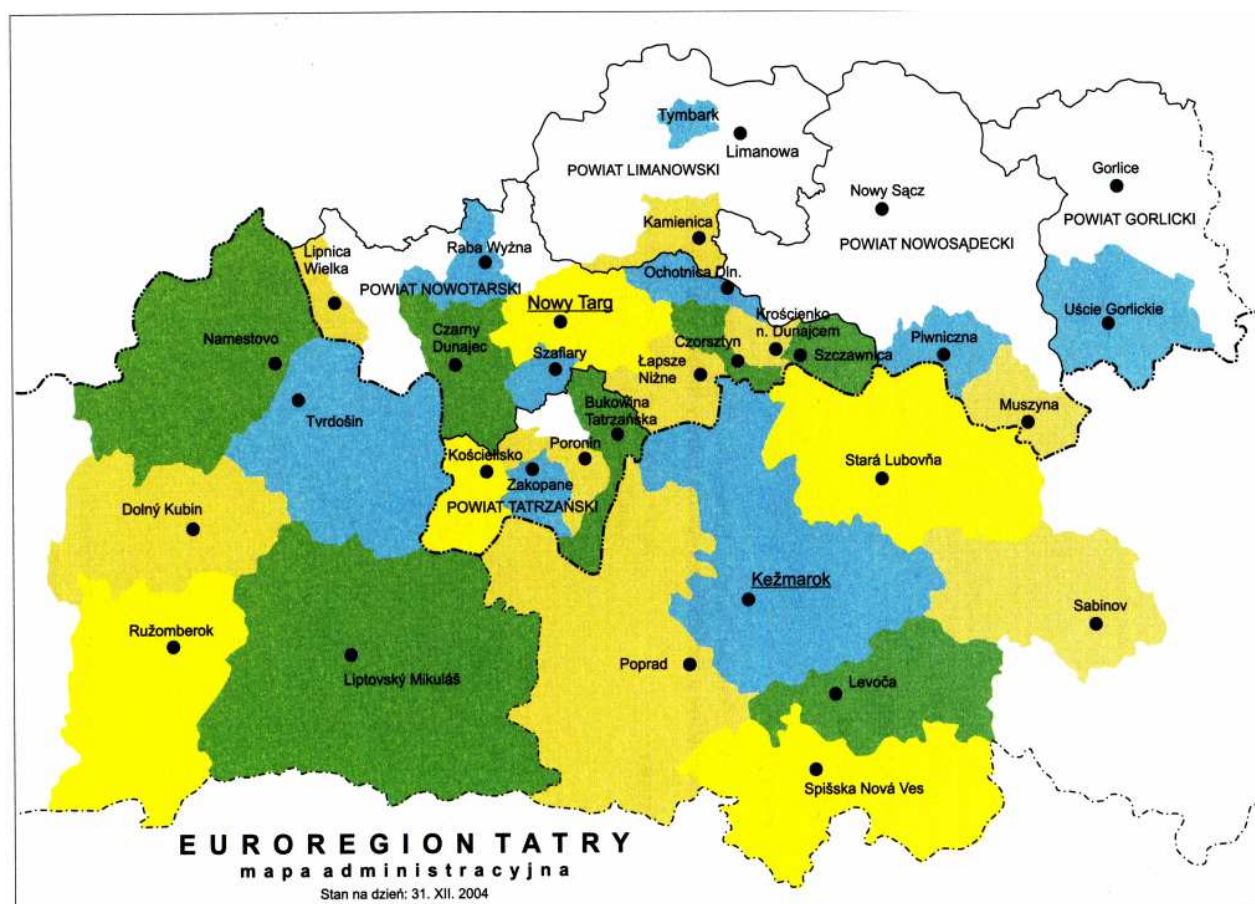 Tymbark
Limanowa
POWIAT LIMANOWSKI
Gorlice
POWIAT GORLICKI
Nowy Sącz
POWIAT NOWOSĄDECKI
Kamienica
Lipnica
Wielka
Raba Wyżna
POWIAT NOWOTARSKI
Ochotnica Dln.
Nowy Targ
Krościenko
n. Dunajcem
Uście Gorlickie
Namestovo
Czarny
Dunajec
Szaflary
Czorsztyn
Szczawnica
Piwniczna
Łapsze
Niżne
Tvrdošin
Bukowina
Tatrzańska
Muszyna
Kościelisko
Poronin
Zakopane
POWIAT TATRZAŃSKI
Stará Lubovňa
Dolný Kubin
Kežmarok
Sabinov
Ružomberok
Liptovský Mikuláš
Poprad
Levoča
Spišska Nová Ves
EUROREGION TATRY
mapa administracyjna
Stan na dzień: 31. XII. 2004